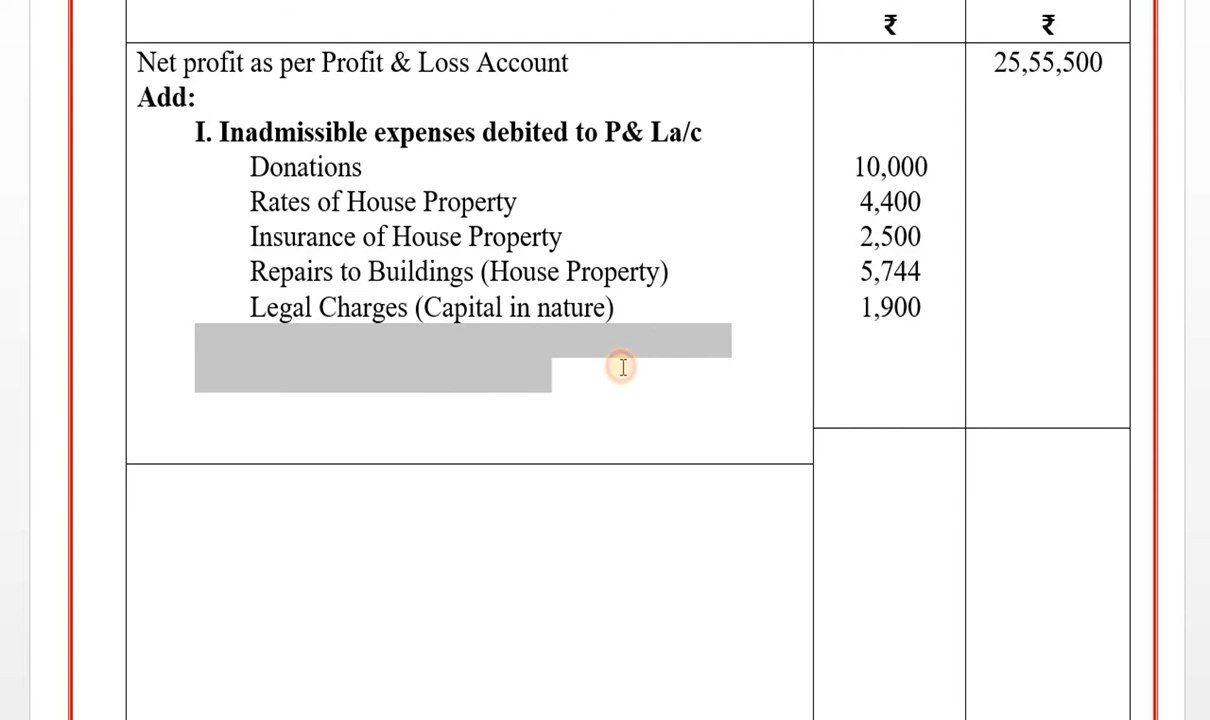 ₹ ₹
Net profit as per Profit & Loss Account 25,55,500
Add:
I. Inadmissible expenses debited to P& La/c
Donations 10,000
Rates of House Property 4,400
Insurance of House Property 2,500
Repairs to Buildings (House Property) 5,744
Legal Charges (Capital in nature) 1,900